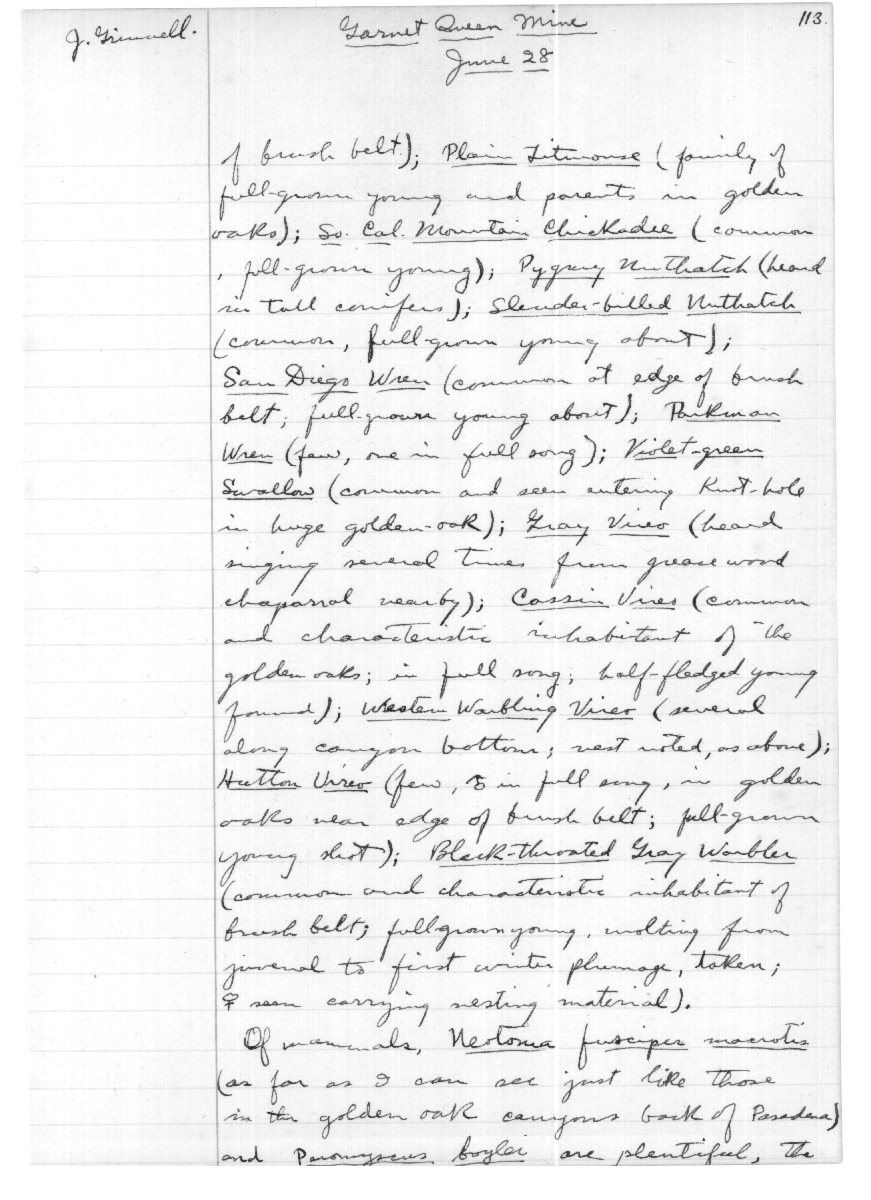 113.
J. Grinnell.
Garnet Queen Mine
June 28
of brush belt.); Plain Titmouse (family of
full-grown young and parents in golden
oaks); So. Cal. Mountain Chickadee (common
, full-grown young); Pygmy Nuthatch (heard
in tall conifers); Slender-billed Nuthatch
(common, full-grown young about);
San Diego Wren (common at edge of brush
belt; full-grown young about); Parkman
Wren (few, one in full song); Violet-green
Swallow (common and seen entering knot-hole
in huge golden-oak); Gray Vireo (heard
singing several times from greasewood
chaparral nearby); Cassin Vireo (common
and characteristic inhabitant of the
golden oaks; in full song; half-fledged young
found); Western Warbling Vireo (several
along canyon bottom; nest noted, as above);
Hutton Vireo (few, in full song, in golden
oaks near edge of brush belt; full-grown
young shot); Black-throated Gray Warbler
(common and characteristic inhabitant of
brush belt; full grown young, molting from
juvenal to first winter plumage, taken;
♀ seen carrying nesting material).
Of mammals, Neotoma fuscipes macrotis
(as far as I can see just like those
in the golden oak canyons back of Pasadena)
and Peromyscus boylei are plentiful, the